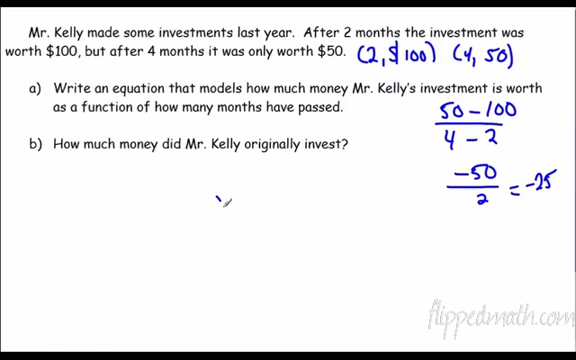 Mr. Kelly made some investments last year. After 2 months the investment was
worth $100, but after 4 months it was only worth $50. (2, $100) (4, 50)
a) Write an equation that models how much money Mr. Kelly's investment is worth
as a function of how many months have passed.
50 - 100
4 - 2
b) How much money did Mr. Kelly originally invest?
-50
2
= -25
flippedmath.com